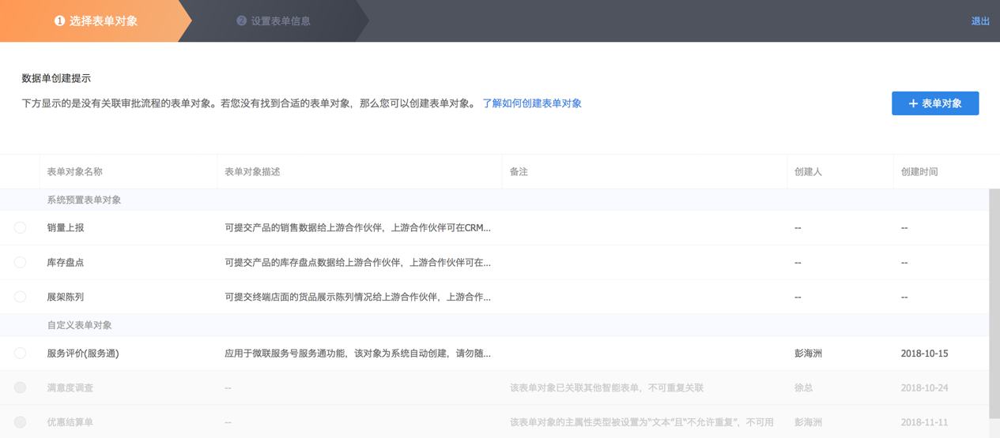 1 选择表单对象
2 设置表单信息
退出
数据单创建提示
下方显示的是没有关联审批流程的表单对象。若您没有找到合适的表单对象，那么您可以创建表单对象。 了解如何创建表单对象
+ 表单对象
表单对象名称 表单对象描述 备注 创建人 创建时间
系统预置表单对象
销量上报 可提交产品的销售数据给上游合作伙伴，上游合作伙伴可在CRM... -- --
库存盘点 可提交产品的库存盘点数据给上游合作伙伴，上游合作伙伴可在... -- --
展架陈列 可提交终端店面的货品展示陈列情况给上游合作伙伴，上游合作... -- --
自定义表单对象
服务评价(服务通) 应用于微联服务号服务通功能，该对象为系统自动创建，请勿随... 彭海洲 2018-10-15
满意度调查 -- 该表单对象已关联其他智能表单，不可重复关联 徐总 2018-10-24
优惠结算单 -- 该表单对象的主属性类型被设置为“文本”且“不允许重复”，不可用 彭海洲 2018-11-11